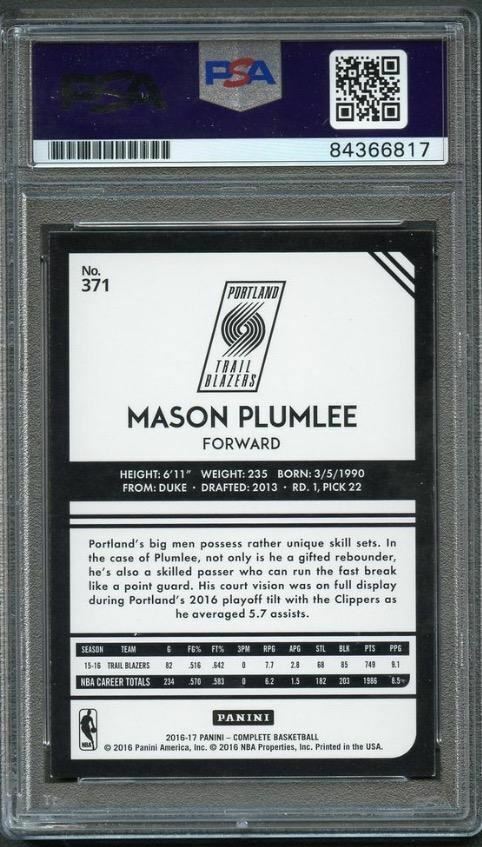 PSA
PSA
84366817
No.
371
PORTLAND
TRAIL
BLAZERS
MASON PLUMLEE
FORWARD
HEIGHT: 6'11" WEIGHT: 235 BORN: 3/5/1990
FROM: DUKE • DRAFTED: 2013 • RD. 1, PICK 22
Portland's big men possess rather unique skill sets. In
the case of Plumlee, not only is he a gifted rebounder,
he's also a skilled passer who can run the fast break
like a point guard. His court vision was on full display
during Portland's 2016 playoff tilt with the Clippers as
he averaged 5.7 assists.
SEASON TEAM G FG% FT% 3PM RPG APG STL BLK PTS PPG
15-16 TRAIL BLAZERS 82 .516 .642 0 7.7 2.8 68 85 749 9.1
NBA CAREER TOTALS 234 .570 .583 0 6.2 1.5 182 203 1986 8.5
NBA
PANINI
2016-17 PANINI – COMPLETE BASKETBALL
© 2016 Panini America, Inc. © 2016 NBA Properties, Inc. Printed in the USA.